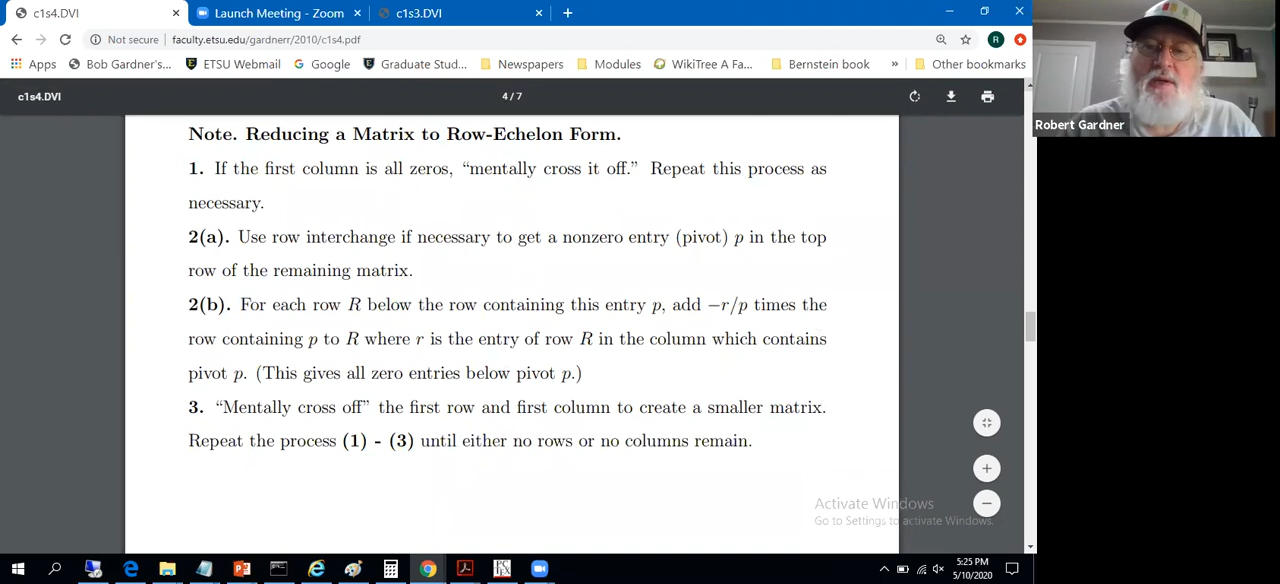 c1s4.DVI
Launch Meeting - Zoom
c1s3.DVI
Not secure | faculty.etsu.edu/gardnerr/2010/c1s4.pdf
R
Apps
Bob Gardner's...
ETSU Webmail
Google
Graduate Stud...
Newspapers
Modules
WikiTree A Fa...
Bernstein book
»
Other bookmarks
c1s4.DVI
4 / 7
Robert Gardner
Note. Reducing a Matrix to Row-Echelon Form.
1. If the first column is all zeros, “mentally cross it off.” Repeat this process as
necessary.
2(a). Use row interchange if necessary to get a nonzero entry (pivot) p in the top
row of the remaining matrix.
2(b). For each row R below the row containing this entry p, add −r/p times the
row containing p to R where r is the entry of row R in the column which contains
pivot p. (This gives all zero entries below pivot p.)
3. “Mentally cross off” the first row and first column to create a smaller matrix.
Repeat the process (1) - (3) until either no rows or no columns remain.
Activate Windows
Go to Settings to activate Windows.
5:25 PM
5/10/2020